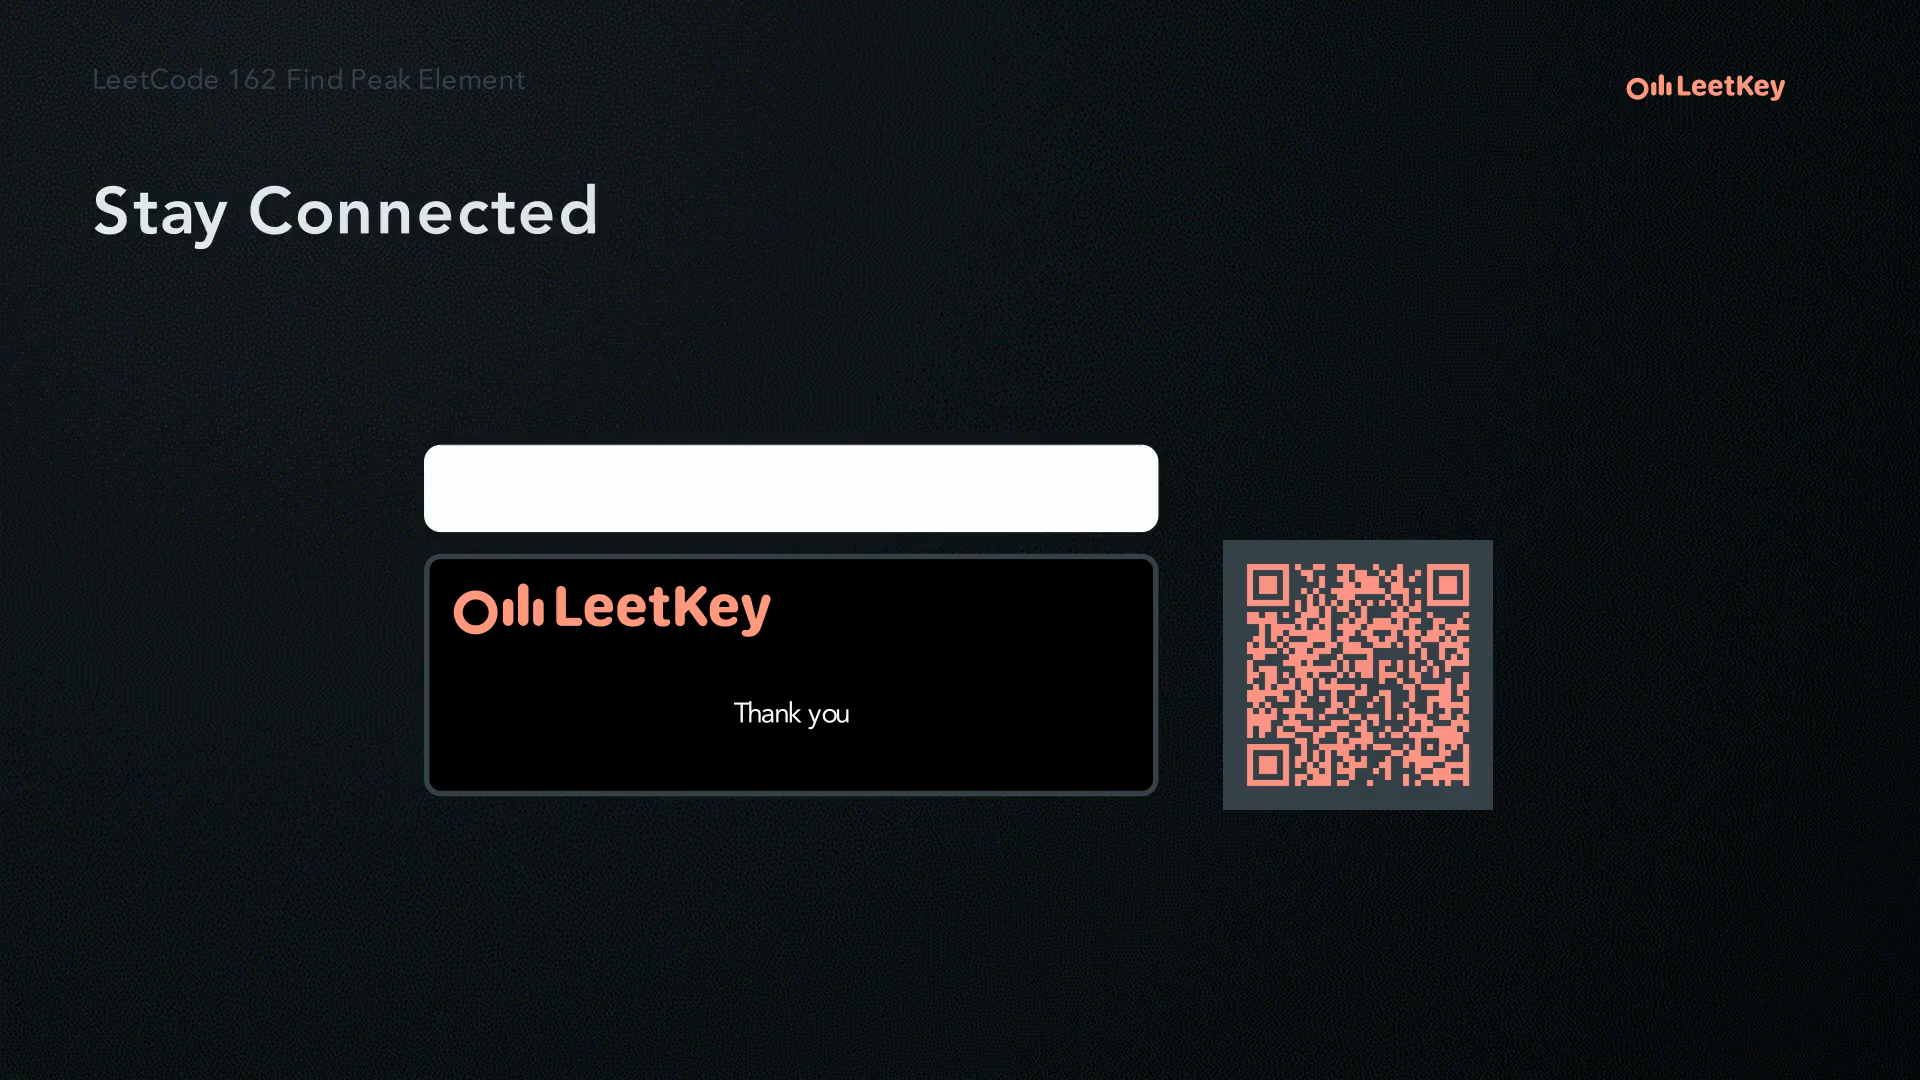 LeetCode 162 Find Peak Element
LeetKey
Stay Connected
LeetKey
Thank you